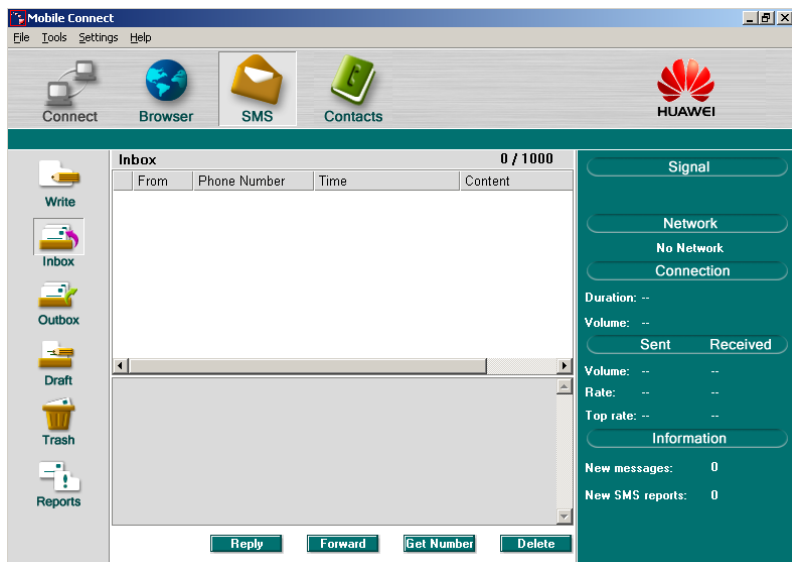 Mobile Connect
File Tools Settings Help
Connect Browser SMS Contacts
HUAWEI
Write
Inbox
Outbox
Draft
Trash
Reports
Inbox 0 / 1000
From Phone Number Time Content
Reply Forward Get Number Delete
Signal
Network
No Network
Connection
Duration: --
Volume: --
Sent Received
Volume: -- --
Rate: -- --
Top rate: -- --
Information
New messages: 0
New SMS reports: 0